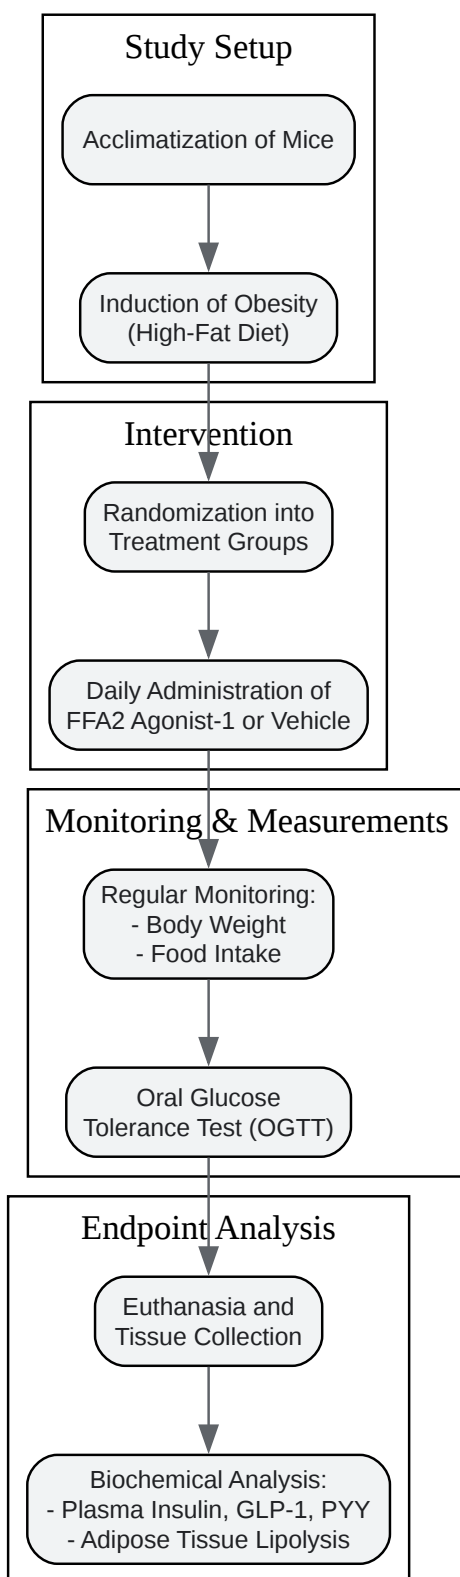 Study Setup
Acclimatization of Mice
Induction of Obesity
(High-Fat Diet)
Intervention
Randomization into
Treatment Groups
Daily Administration of
FFA2 Agonist-1 or Vehicle
Monitoring & Measurements
Regular Monitoring:
- Body Weight
- Food Intake
Oral Glucose
Tolerance Test (OGTT)
Endpoint Analysis
Euthanasia and
Tissue Collection
Biochemical Analysis:
- Plasma Insulin, GLP-1, PYY
- Adipose Tissue Lipolysis